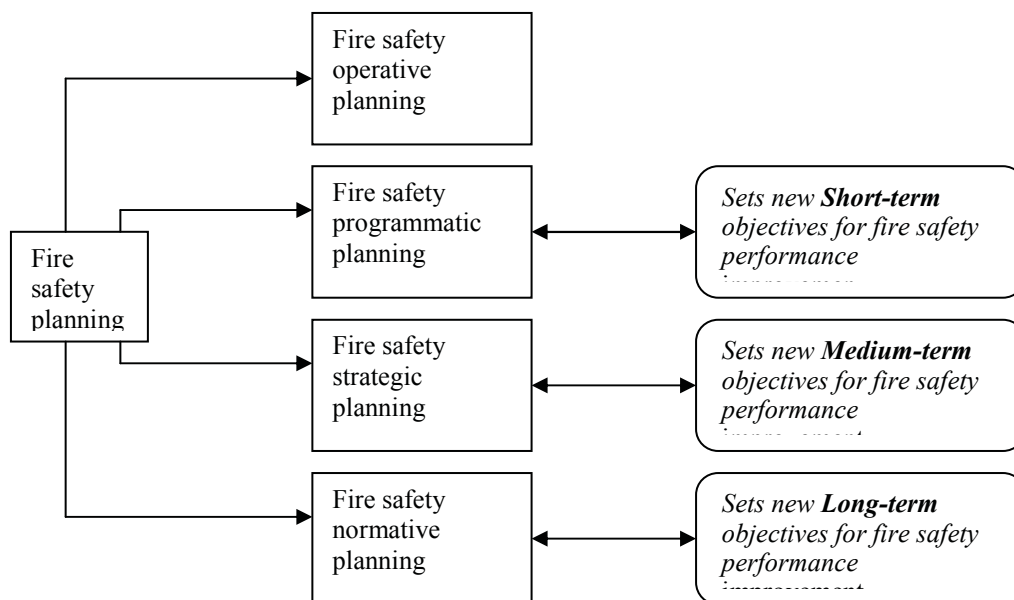 Fire safety
operative
planning
Fire safety
programmatic
planning
Sets new Short-term
objectives for fire safety
performance
Fire
safety
planning
Fire safety
strategic
planning
Sets new Medium-term
objectives for fire safety
performance
Fire safety
normative
planning
Sets new Long-term
objectives for fire safety
performance